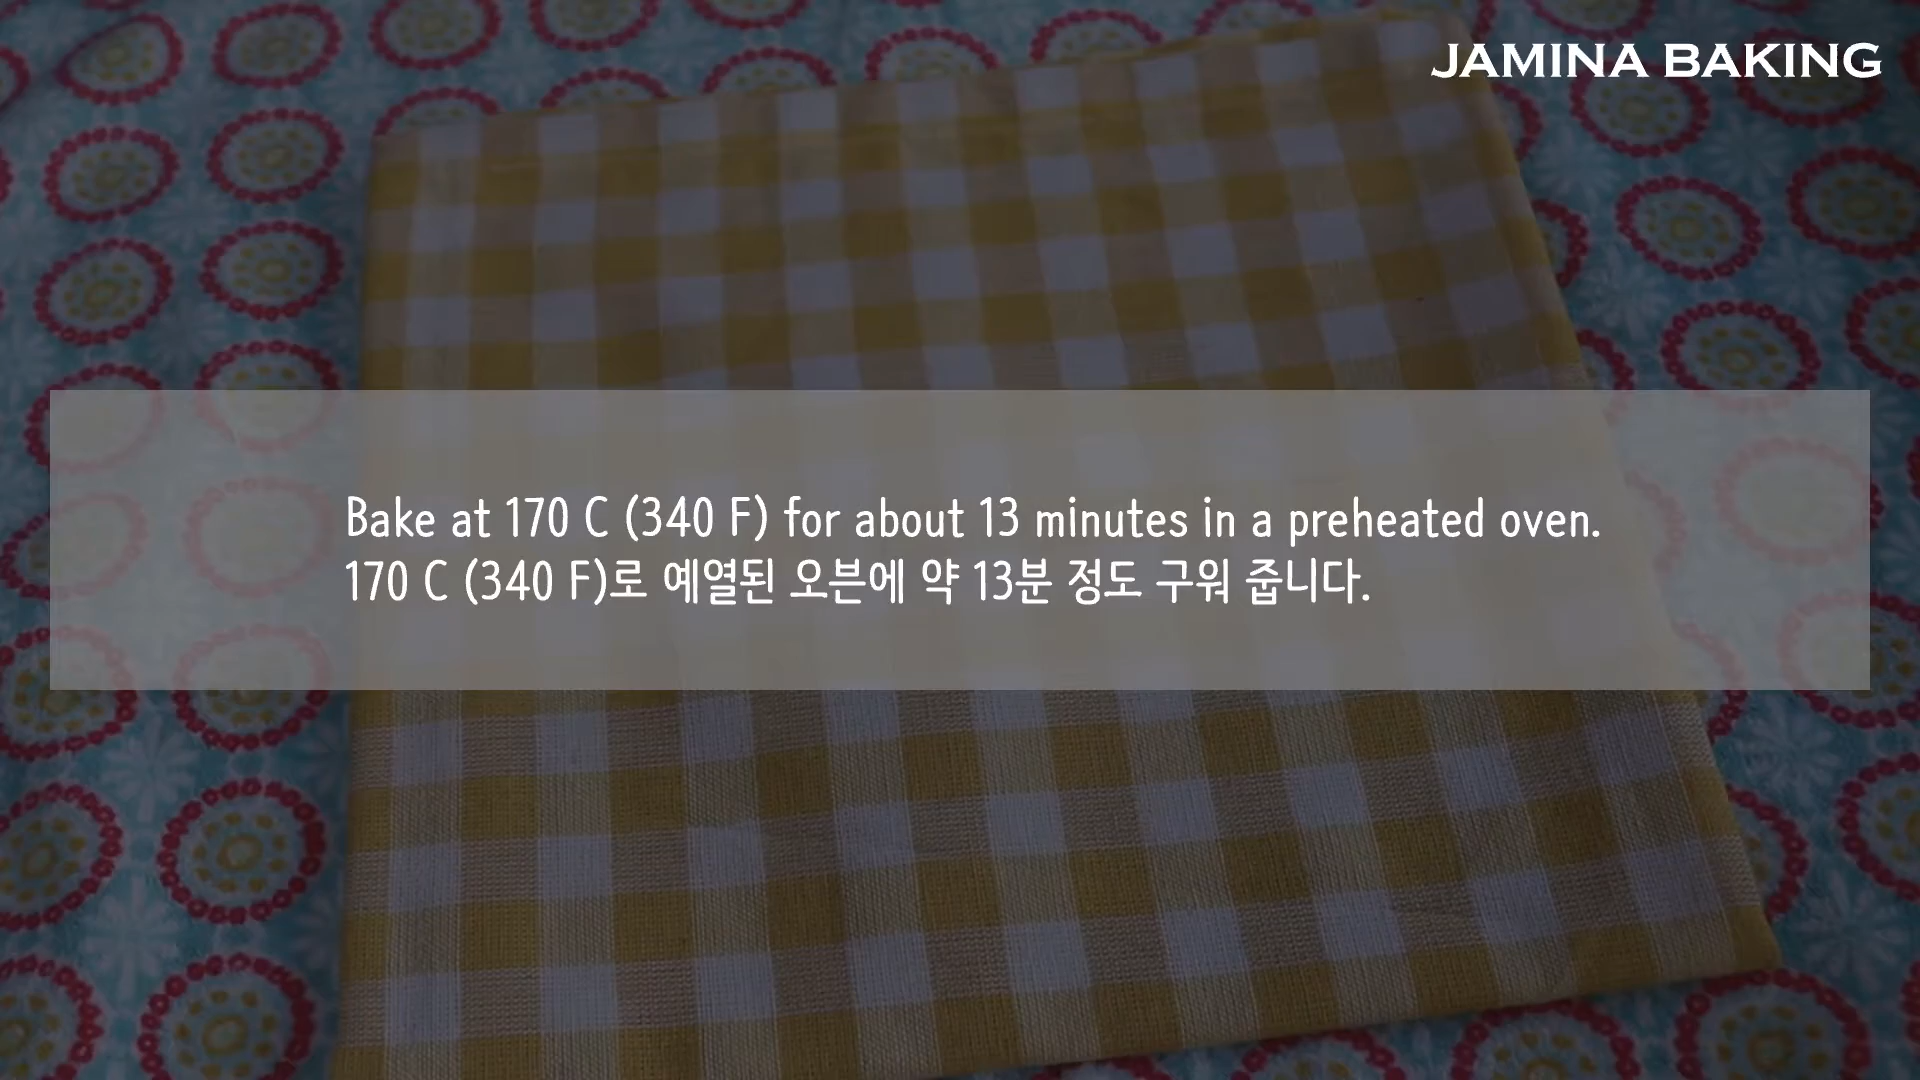 JAMINA BAKING
Bake at 170 C (340 F) for about 13 minutes in a preheated oven.
170 C (340 F)로 예열된 오븐에 약 13분 정도 구워 줍니다.